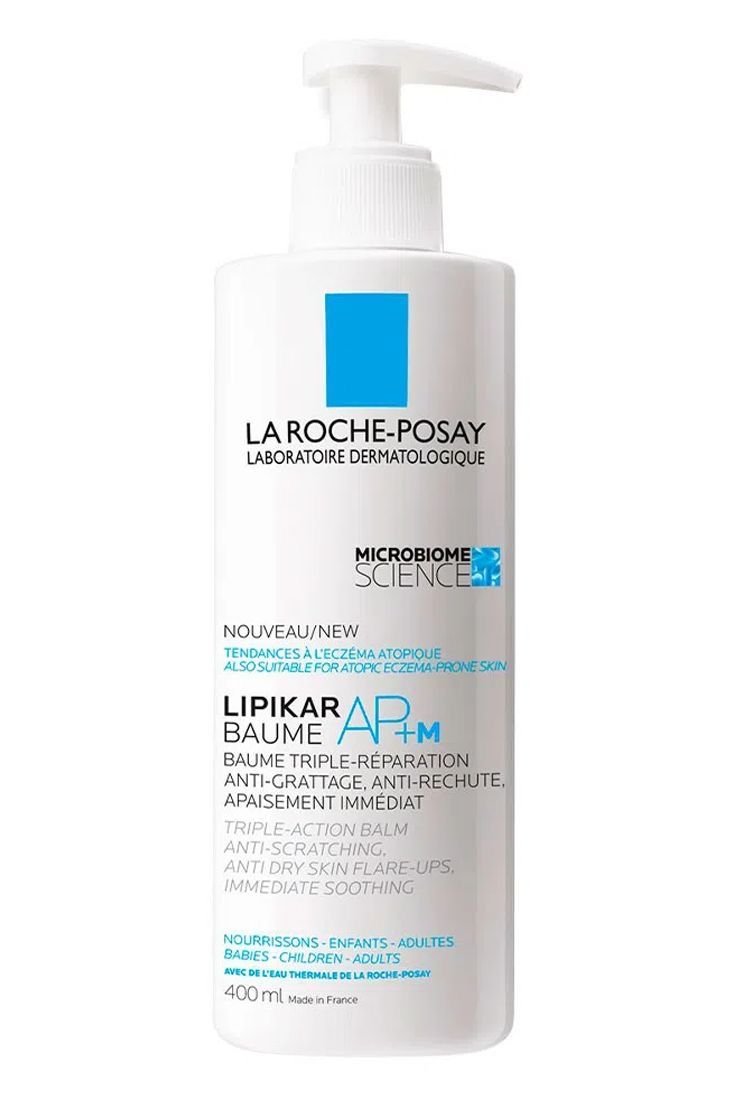 LA ROCHE-POSAY
LABORATOIRE DERMATOLOGIQUE
MICROBIOME
SCIENCE
NOUVEAU/NEW
TENDANCES À L'ECZÉMA ATOPIQUE
ALSO SUITABLE FOR ATOPIC ECZEMA-PRONE SKIN
LIPIKAR
BAUME AP+M
BAUME TRIPLE-RÉPARATION
ANTI-GRATTAGE, ANTI-RECHUTE,
APAISEMENT IMMÉDIAT
TRIPLE-ACTION BALM
ANTI-SCRATCHING,
ANTI DRY SKIN FLARE-UPS,
IMMEDIATE SOOTHING
NOURRISSONS - ENFANTS - ADULTES
BABIES - CHILDREN - ADULTS
AVEC DE L'EAU THERMALE DE LA ROCHE-POSAY
400 ml Made in France